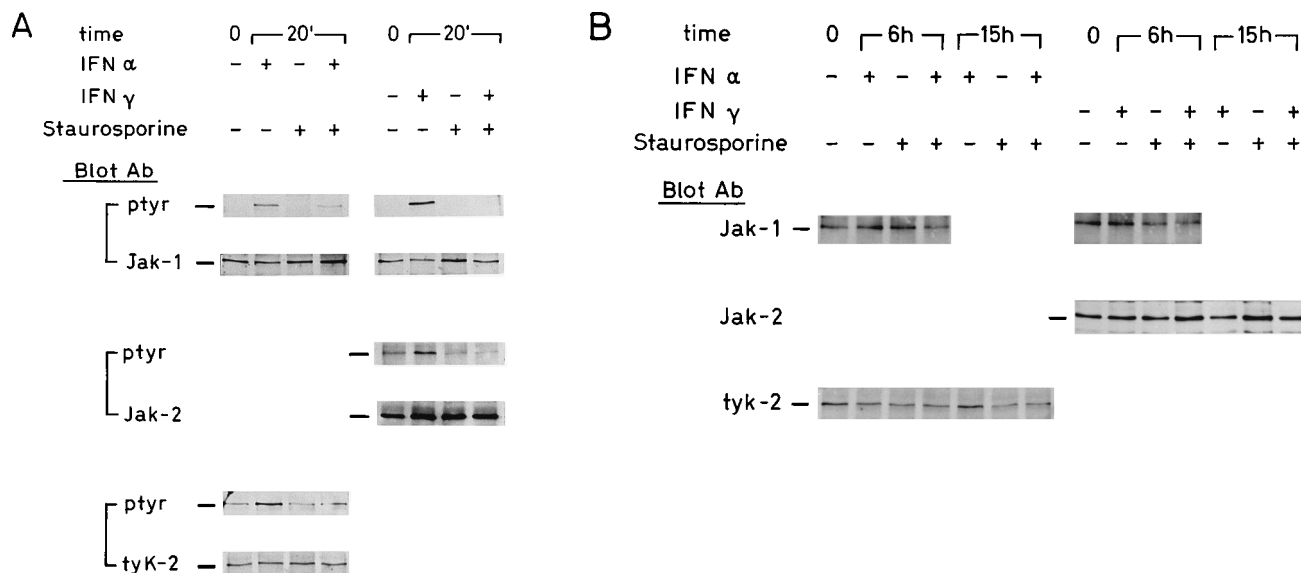 A
time 0 20' 0 20'
IFN α - + - +
IFN γ - + - +
Staurosporine - - + + - - + +
Blot Ab
ptyr
Jak-1
ptyr
Jak-2
ptyr
tyK-2
B
time 0 6h 15h 0 6h 15h
IFN α - + - + + - +
IFN γ - + - + + - +
Staurosporine - - + + - + + - - + + - + +
Blot Ab
Jak-1
Jak-2
tyk-2